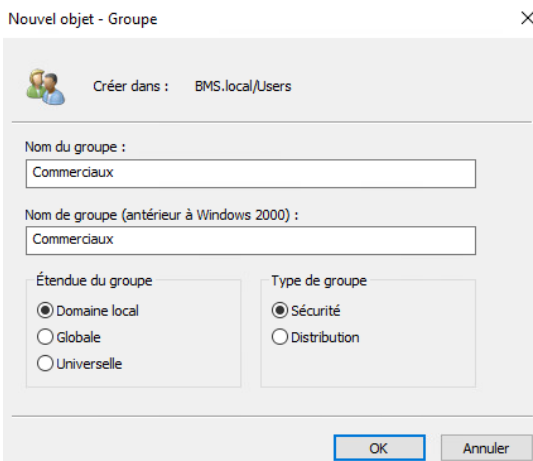 Nouvel objet - Groupe
Créer dans : BMS.local/Users
Nom du groupe :
Commerciaux
Nom de groupe (antérieur à Windows 2000) :
Commerciaux
Étendue du groupe
Domaine local
Globale
Universelle
Type de groupe
Sécurité
Distribution
OK
Annuler